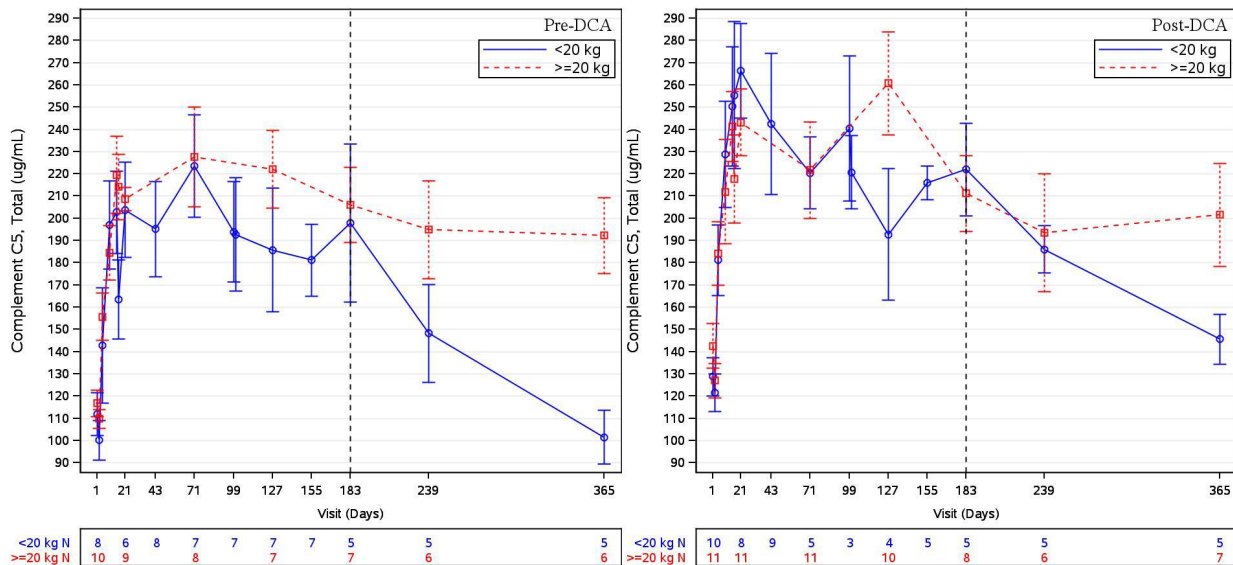 Pre-DCA
<20 kg
>=20 kg
Complement C5, Total (ug/mL)
290
280
270
260
250
240
230
220
210
200
190
180
170
160
150
140
130
120
110
100
90
1 21 43 71 99 127 155 183 239 365
Visit (Days)
<20 kg N 8 6 8 7 7 7 7 5 5 5
>=20 kg N 10 9 8 7 7 6 6
Post-DCA
<20 kg
>=20 kg
Complement C5, Total (ug/mL)
290
280
270
260
250
240
230
220
210
200
190
180
170
160
150
140
130
120
110
100
90
1 21 43 71 99 127 155 183 239 365
Visit (Days)
<20 kg N 10 8 9 5 3 4 5 5 5 5
>=20 kg N 11 11 11 10 8 6 7